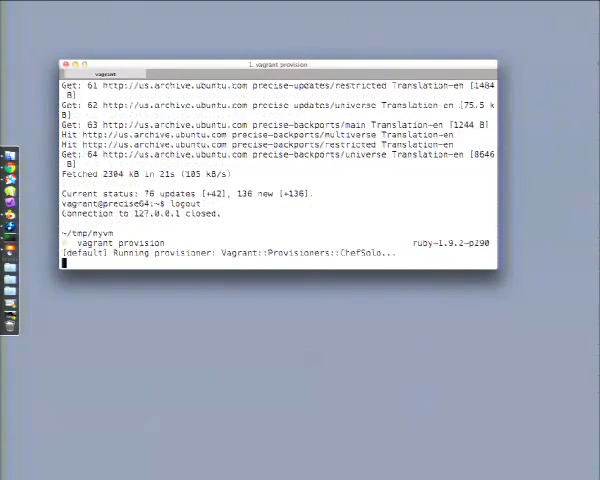 1. vagrant provision
vagrant
Get: 61 http://us.archive.ubuntu.com precise-updates/restricted Translation-en [1484
B]
Get: 62 http://us.archive.ubuntu.com precise-updates/universe Translation-en [75.5 k
B]
Get: 63 http://us.archive.ubuntu.com precise-backports/main Translation-en [1244 B]
Hit http://us.archive.ubuntu.com precise-backports/multiverse Translation-en
Hit http://us.archive.ubuntu.com precise-backports/restricted Translation-en
Get: 64 http://us.archive.ubuntu.com precise-backports/universe Translation-en [8646
B]
Fetched 2304 kB in 21s (105 kB/s)
Current status: 76 updates [+42], 136 new [+136].
vagrant@precise64:~$ logout
Connection to 127.0.0.1 closed.
~/tmp/myvm
vagrant provision ruby-1.9.2-p290
[default] Running provisioner: Vagrant::Provisioners::ChefSolo...